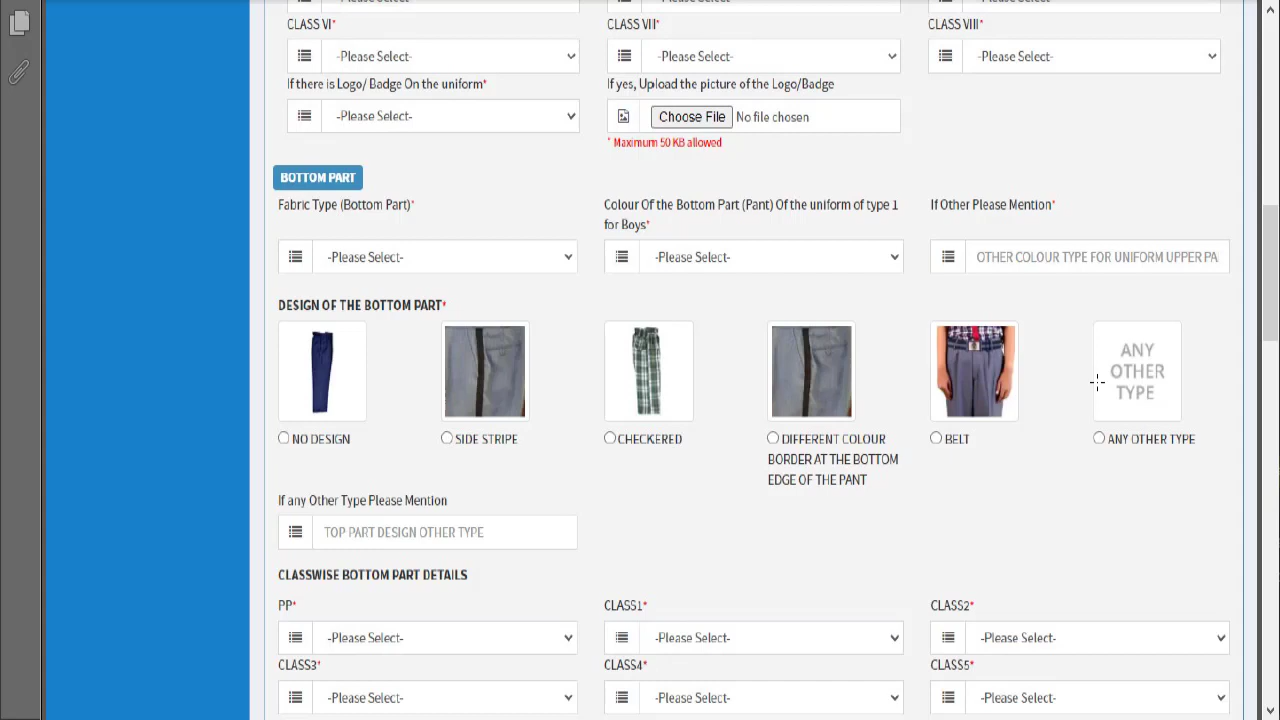 CLASS VI*
CLASS VII*
CLASS VIII*
-Please Select-
-Please Select-
-Please Select-
If there is Logo/ Badge On the uniform*
If yes, Upload the picture of the Logo/Badge
-Please Select-
Choose File No file chosen
* Maximum 50 KB allowed
BOTTOM PART
Fabric Type (Bottom Part)*
Colour Of the Bottom Part (Pant) Of the uniform of type 1
for Boys*
If Other Please Mention*
-Please Select-
-Please Select-
OTHER COLOUR TYPE FOR UNIFORM UPPER PA
DESIGN OF THE BOTTOM PART*
ANY
OTHER
TYPE
NO DESIGN
SIDE STRIPE
CHECKERED
DIFFERENT COLOUR
BORDER AT THE BOTTOM
EDGE OF THE PANT
BELT
ANY OTHER TYPE
If any Other Type Please Mention
TOP PART DESIGN OTHER TYPE
CLASSWISE BOTTOM PART DETAILS
PP*
CLASS1*
CLASS2*
-Please Select-
-Please Select-
-Please Select-
CLASS3*
CLASS4*
CLASS5*
-Please Select-
-Please Select-
-Please Select-